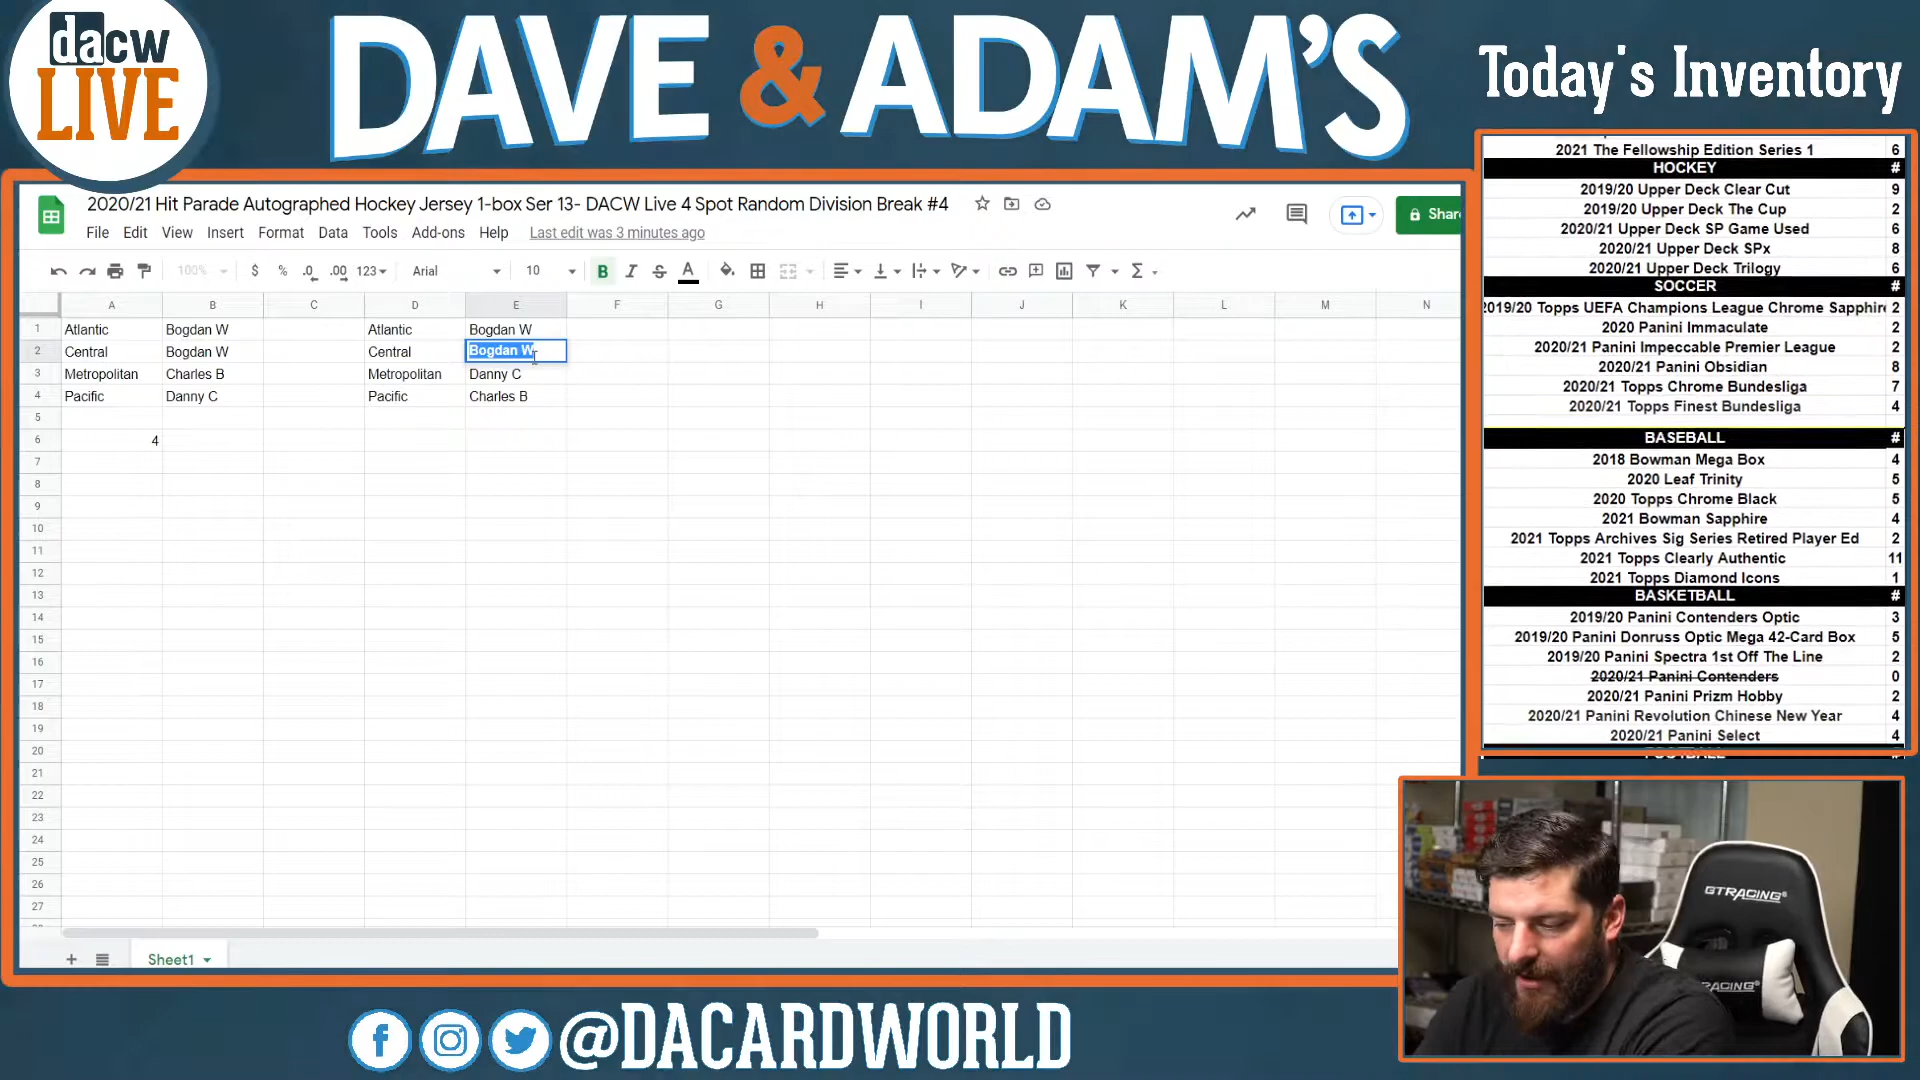 dacw
LIVE
DAVE & ADAM'S
Today's Inventory
2020/21 Hit Parade Autographed Hockey Jersey 1-box Ser 13- DACW Live 4 Spot Random Division Break #4
File Edit View Insert Format Data Tools Add-ons Help Last edit was 3 minutes ago
Shar
100% $ % .0 .00 123 Arial 10 B I S A
A B C D E F G H I J K L M N
1 Atlantic Bogdan W Atlantic Bogdan W
2 Central Bogdan W Central Bogdan W
3 Metropolitan Charles B Metropolitan Danny C
4 Pacific Danny C Pacific Charles B
5
6 4
7
8
9
10
11
12
13
14
15
16
17
18
19
20
21
22
23
24
25
26
27
+ Sheet1
2021 The Fellowship Edition Series 1 6
HOCKEY #
2019/20 Upper Deck Clear Cut 9
2019/20 Upper Deck The Cup 2
2020/21 Upper Deck SP Game Used 6
2020/21 Upper Deck SPx 8
2020/21 Upper Deck Trilogy 6
SOCCER #
2019/20 Topps UEFA Champions League Chrome Sapphire 2
2020 Panini Immaculate 2
2020/21 Panini Impeccable Premier League 2
2020/21 Panini Obsidian 8
2020/21 Topps Chrome Bundesliga 7
2020/21 Topps Finest Bundesliga 4
BASEBALL #
2018 Bowman Mega Box 4
2020 Leaf Trinity 5
2020 Topps Chrome Black 5
2021 Bowman Sapphire 4
2021 Topps Archives Sig Series Retired Player Ed 2
2021 Topps Clearly Authentic 11
2021 Topps Diamond Icons 1
BASKETBALL #
2019/20 Panini Contenders Optic 3
2019/20 Panini Donruss Optic Mega 42-Card Box 5
2019/20 Panini Spectra 1st Off The Line 2
2020/21 Panini Contenders 0
2020/21 Panini Prizm Hobby 2
2020/21 Panini Revolution Chinese New Year 4
2020/21 Panini Select 4
FOOTBALL #
GTRACING
RACING
@DACARDWORLD